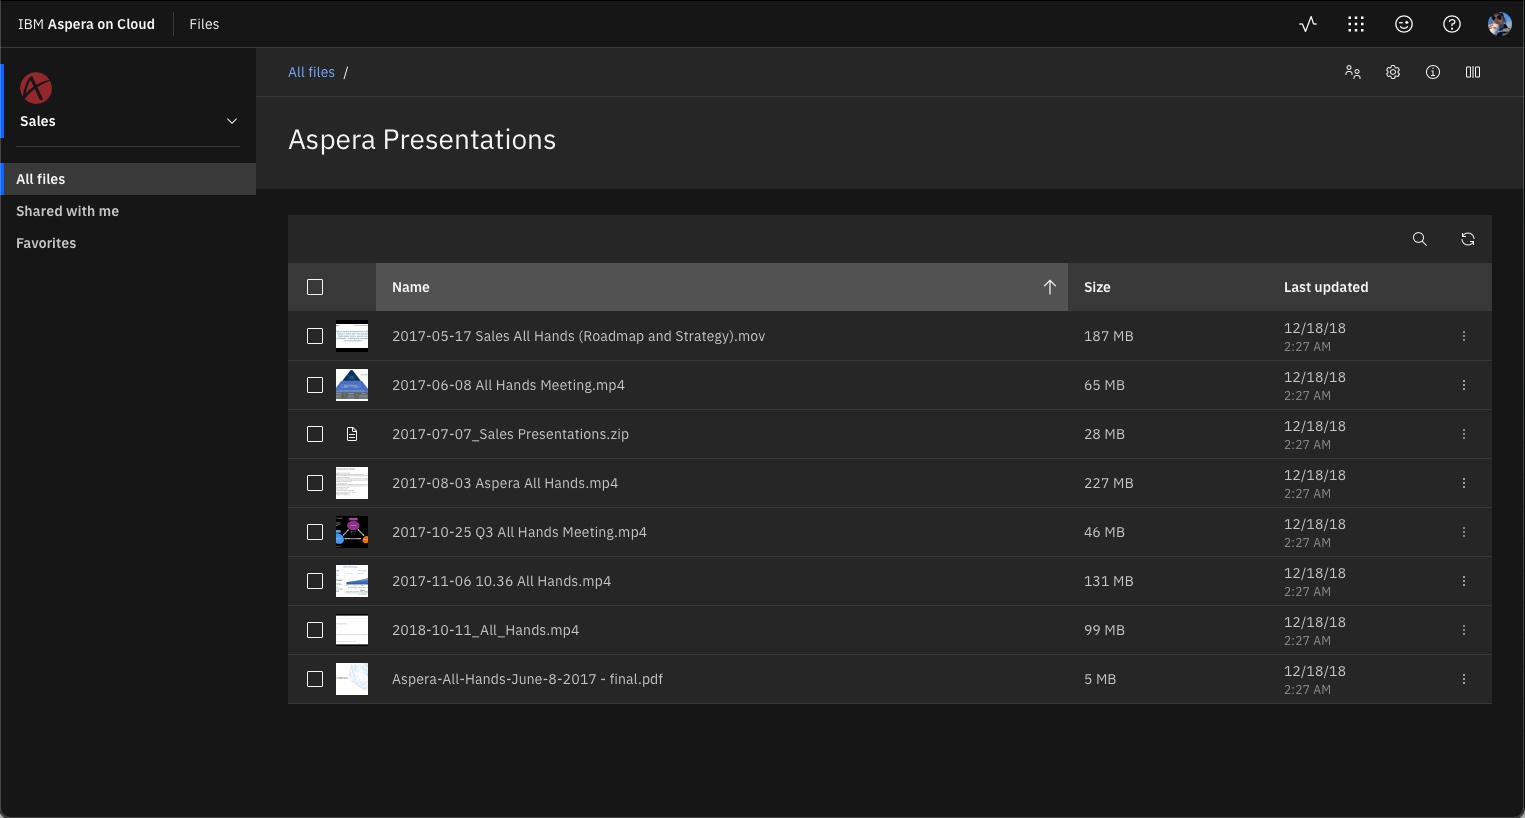 IBM Aspera on Cloud
Files
Sales
All files
Shared with me
Favorites
All files /
Aspera Presentations
Name Size Last updated
2017-05-17 Sales All Hands (Roadmap and Strategy).mov 187 MB 12/18/18
2:27 AM
2017-06-08 All Hands Meeting.mp4 65 MB 12/18/18
2:27 AM
2017-07-07_Sales Presentations.zip 28 MB 12/18/18
2:27 AM
2017-08-03 Aspera All Hands.mp4 227 MB 12/18/18
2:27 AM
2017-10-25 Q3 All Hands Meeting.mp4 46 MB 12/18/18
2:27 AM
2017-11-06 10.36 All Hands.mp4 131 MB 12/18/18
2:27 AM
2018-10-11_All_Hands.mp4 99 MB 12/18/18
2:27 AM
Aspera-All-Hands-June-8-2017 - final.pdf 5 MB 12/18/18
2:27 AM